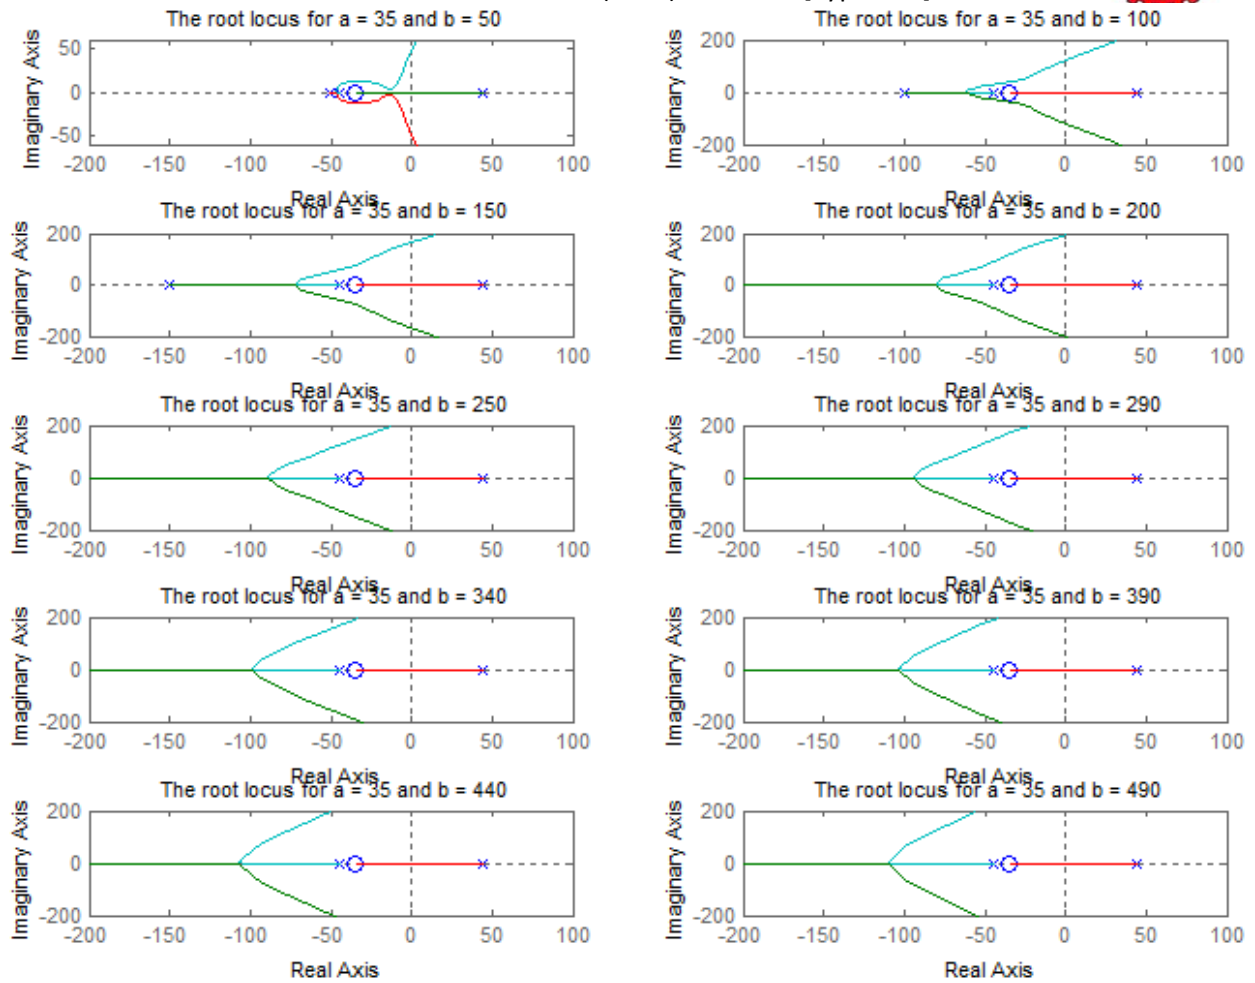 The root locus for a = 35 and b = 50
Imaginary Axis
50
0
-50
-200 -150 -100 -50 0 50 100
Real Axis
The root locus for a = 35 and b = 100
Imaginary Axis
200
0
-200
-200 -150 -100 -50 0 50 100
Real Axis
The root locus for a = 35 and b = 150
Imaginary Axis
200
0
-200
-200 -150 -100 -50 0 50 100
Real Axis
The root locus for a = 35 and b = 200
Imaginary Axis
200
0
-200
-200 -150 -100 -50 0 50 100
Real Axis
The root locus for a = 35 and b = 250
Imaginary Axis
200
0
-200
-200 -150 -100 -50 0 50 100
Real Axis
The root locus for a = 35 and b = 290
Imaginary Axis
200
0
-200
-200 -150 -100 -50 0 50 100
Real Axis
The root locus for a = 35 and b = 340
Imaginary Axis
200
0
-200
-200 -150 -100 -50 0 50 100
Real Axis
The root locus for a = 35 and b = 390
Imaginary Axis
200
0
-200
-200 -150 -100 -50 0 50 100
Real Axis
The root locus for a = 35 and b = 440
Imaginary Axis
200
0
-200
-200 -150 -100 -50 0 50 100
Real Axis
The root locus for a = 35 and b = 490
Imaginary Axis
200
0
-200
-200 -150 -100 -50 0 50 100
Real Axis